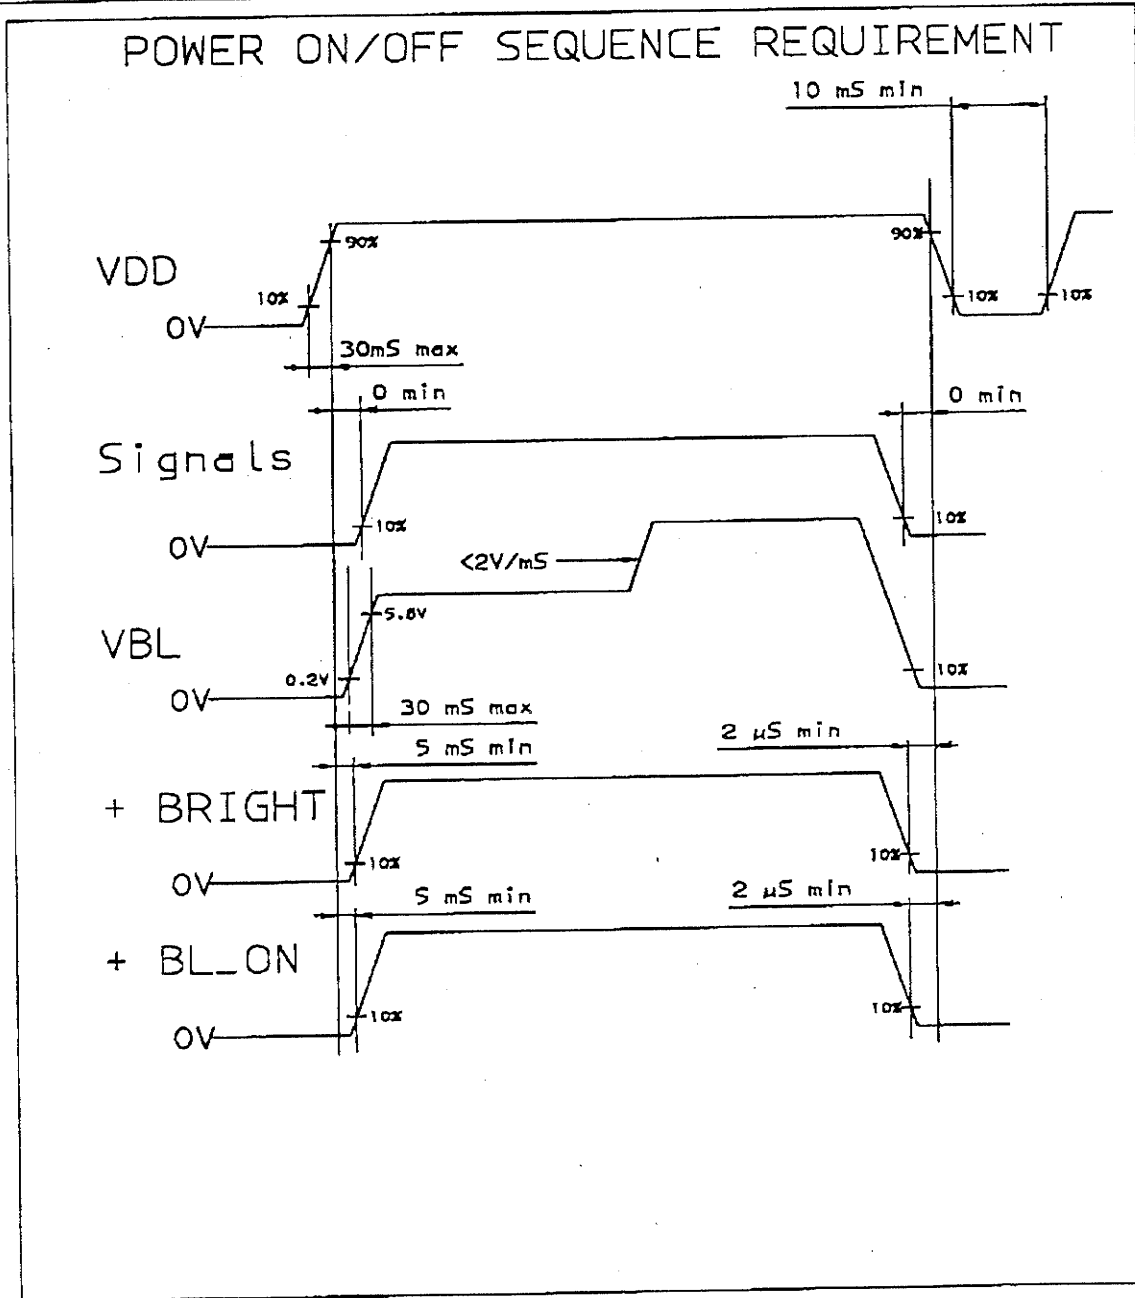 POWER ON/OFF SEQUENCE REQUIREMENT
10 mS min
VDD
90%
90%
10%
10%
10%
0V
30mS max
0 min
0 min
Signals
10%
10%
0V
<2V/mS
5.8V
VBL
0.2V
10%
0V
30 mS max
2 µS min
5 mS min
+ BRIGHT
10%
10%
0V
5 mS min
2 µS min
+ BL_ON
10%
10%
0V